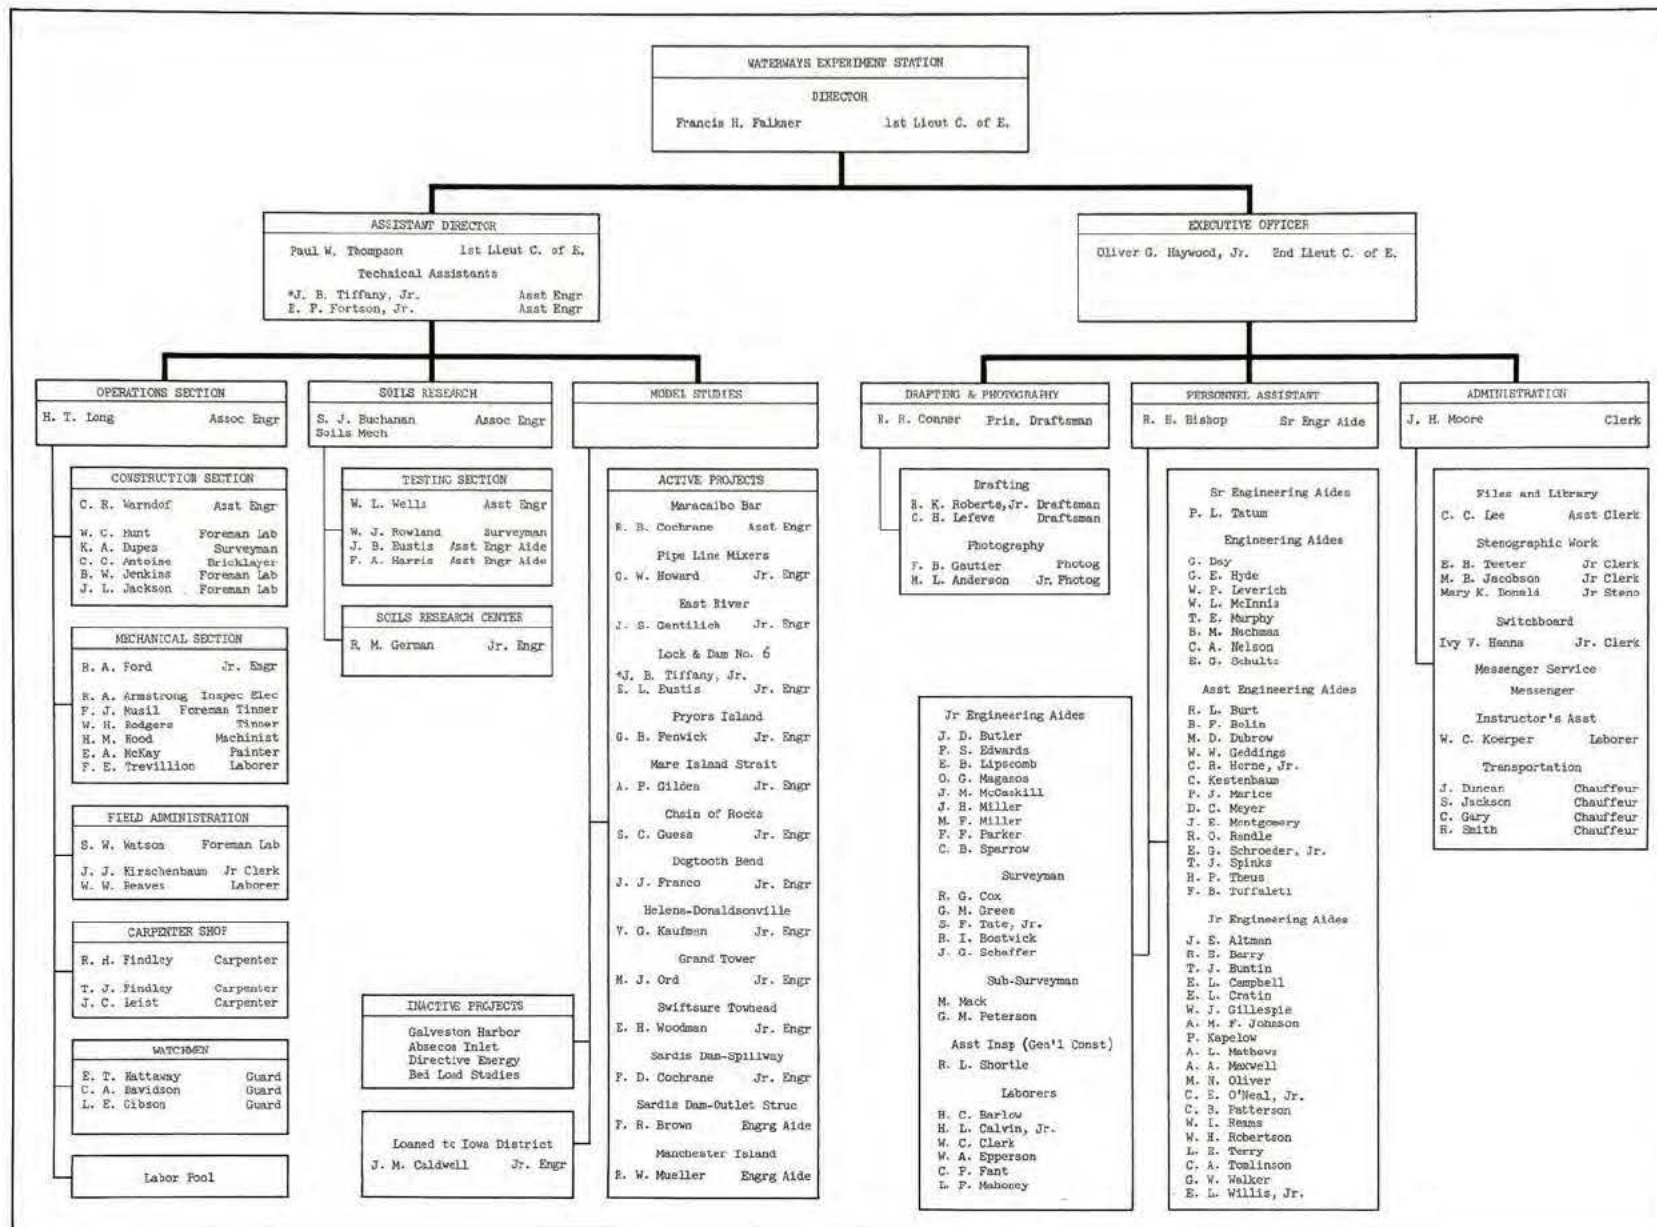 WATERWAYS EXPERIMENT STATION
DIRECTOR
Francis H. Falkner 1st Lieut C. of E.
ASSISTANT DIRECTOR
Paul W. Thompson 1st Lieut C. of E.
Technical Assistants
*J. B. Tiffany, Jr. Asst Engr
E. P. Fortson, Jr. Asst Engr
EXECUTIVE OFFICER
Oliver G. Haywood, Jr. 2nd Lieut C. of E.
OPERATIONS SECTION
H. T. Long Assoc Engr
CONSTRUCTION SECTION
C. R. Warndof Asst Engr
W. C. Hunt Foreman Lab
K. A. Dupes Surveyman
C. C. Antoine Bricklayer
B. W. Jenkins Foreman Lab
J. L. Jackson Foreman Lab
MECHANICAL SECTION
R. A. Ford Jr. Engr
R. A. Armstrong Inspec Elec
F. J. Musil Foreman Tinner
W. H. Rodgers Tinner
H. M. Hood Machinist
E. A. McKay Painter
F. E. Trevillion Laborer
FIELD ADMINISTRATION
S. W. Watson Foreman Lab
J. J. Kirschenbaum Jr Clerk
W. W. Reaves Laborer
CARPENTER SHOP
R. H. Findley Carpenter
T. J. Findley Carpenter
J. C. Leist Carpenter
WATCHMEN
E. T. Hattaway Guard
C. A. Davidson Guard
L. E. Gibson Guard
Labor Pool
SOILS RESEARCH
S. J. Buchanan Assoc Engr
Soils Mech
TESTING SECTION
W. L. Wells Asst Engr
W. J. Rowland Surveyman
J. B. Eustis Asst Engr Aide
F. A. Harris Asst Engr Aide
SOILS RESEARCH CENTER
R. M. German Jr. Engr
INACTIVE PROJECTS
Galveston Harbor
Absecon Inlet
Directive Energy
Bed Load Studies
Loaned to Iowa District
J. M. Caldwell Jr. Engr
MODEL STUDIES
ACTIVE PROJECTS
Maracaibo Bar
R. B. Cochrane Asst Engr
Pipe Line Mixers
G. W. Howard Jr. Engr
East River
J. S. Gentilich Jr. Engr
Lock & Dam No. 6
*J. B. Tiffany, Jr.
E. L. Eustis Jr. Engr
Pryors Island
G. B. Fenwick Jr. Engr
Mare Island Strait
A. P. Gildea Jr. Engr
Chain of Rocks
S. C. Guess Jr. Engr
Dogtooth Bend
J. J. Franco Jr. Engr
Helena-Donaldsonville
V. G. Kaufman Jr. Engr
Grand Tower
M. J. Ord Jr. Engr
Swiftsure Towhead
E. H. Woodman Jr. Engr
Sardis Dam-Spillway
F. D. Cochrane Jr. Engr
Sardis Dam-Outlet Struc
F. R. Brown Engrg Aide
Manchester Island
R. W. Mueller Engrg Aide
DRAFTING & PHOTOGRAPHY
R. R. Conner Prin. Draftsman
Drafting
R. K. Roberts, Jr. Draftsman
C. H. Lefeve Draftsman
Photography
F. B. Gautier Photog
H. L. Anderson Jr. Photog
PERSONNEL ASSISTANT
R. E. Bishop Sr Engr Aide
Jr Engineering Aides
J. D. Butler
F. S. Edwards
E. B. Lipscomb
O. G. Magasos
J. M. McCaskill
J. H. Miller
M. F. Miller
F. F. Parker
C. B. Sparrow
Surveyman
R. G. Cox
G. M. Green
S. F. Tate, Jr.
R. I. Bostwick
J. G. Schaffer
Sub-Surveyman
M. Mack
G. M. Peterson
Asst Insp (Gen'l Const)
R. L. Shortle
Laborers
H. C. Barlow
H. L. Calvin, Jr.
W. C. Clark
W. A. Epperson
C. P. Fant
L. P. Mahoney
Sr Engineering Aides
P. L. Tatum
Engineering Aides
G. Day
G. E. Hyde
W. P. Leverich
W. L. McInnis
T. E. Murphy
B. M. Nachman
C. A. Nelson
E. G. Schultz
Asst Engineering Aides
R. L. Burt
B. F. Bolin
M. D. Dubrow
W. W. Geddings
C. R. Horne, Jr.
C. Kestenbaum
P. J. Marice
D. C. Meyer
J. E. Montgomery
R. O. Randle
E. G. Schroeder, Jr.
T. J. Spinks
H. P. Theus
F. B. Toffaleti
Jr Engineering Aides
J. E. Altman
R. S. Barry
T. J. Buntin
E. L. Campbell
E. L. Cratin
W. J. Gillespie
A. M. F. Johnson
P. Kapelow
A. L. Mathews
A. A. Maxwell
M. N. Oliver
C. E. O'Neal, Jr.
C. B. Patterson
W. I. Reams
W. H. Robertson
L. E. Terry
C. A. Tomlinson
G. W. Walker
E. L. Willis, Jr.
ADMINISTRATION
J. H. Moore Clerk
Files and Library
C. C. Lee Asst Clerk
Stenographic Work
E. H. Teeter Jr Clerk
M. B. Jacobson Jr Clerk
Mary K. Donald Jr Steno
Switchboard
Ivy V. Hanna Jr. Clerk
Messenger Service
Messenger
Instructor's Asst
W. C. Koerper Laborer
Transportation
J. Duncan Chauffeur
S. Jackson Chauffeur
C. Gary Chauffeur
R. Smith Chauffeur